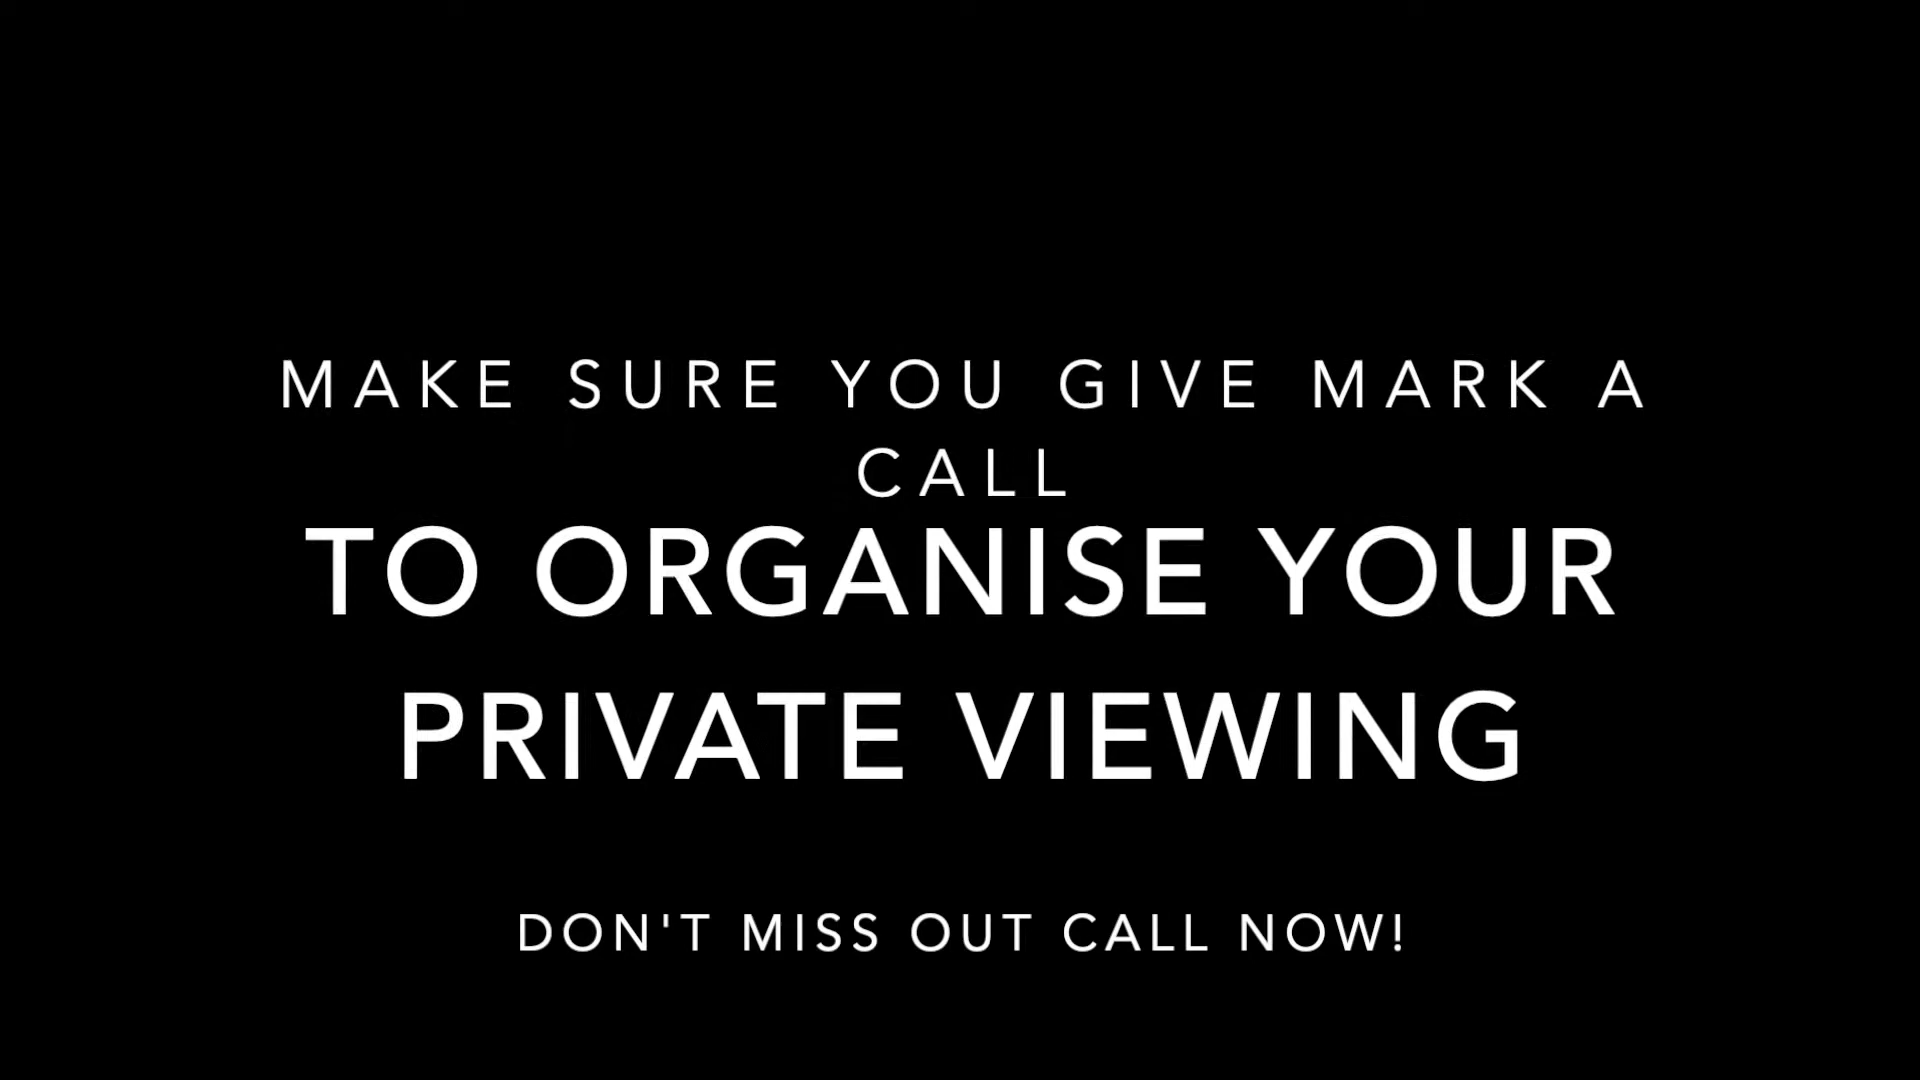 MAKE SURE YOU GIVE MARK A
CALL
TO ORGANISE YOUR
PRIVATE VIEWING
DON'T MISS OUT CALL NOW!